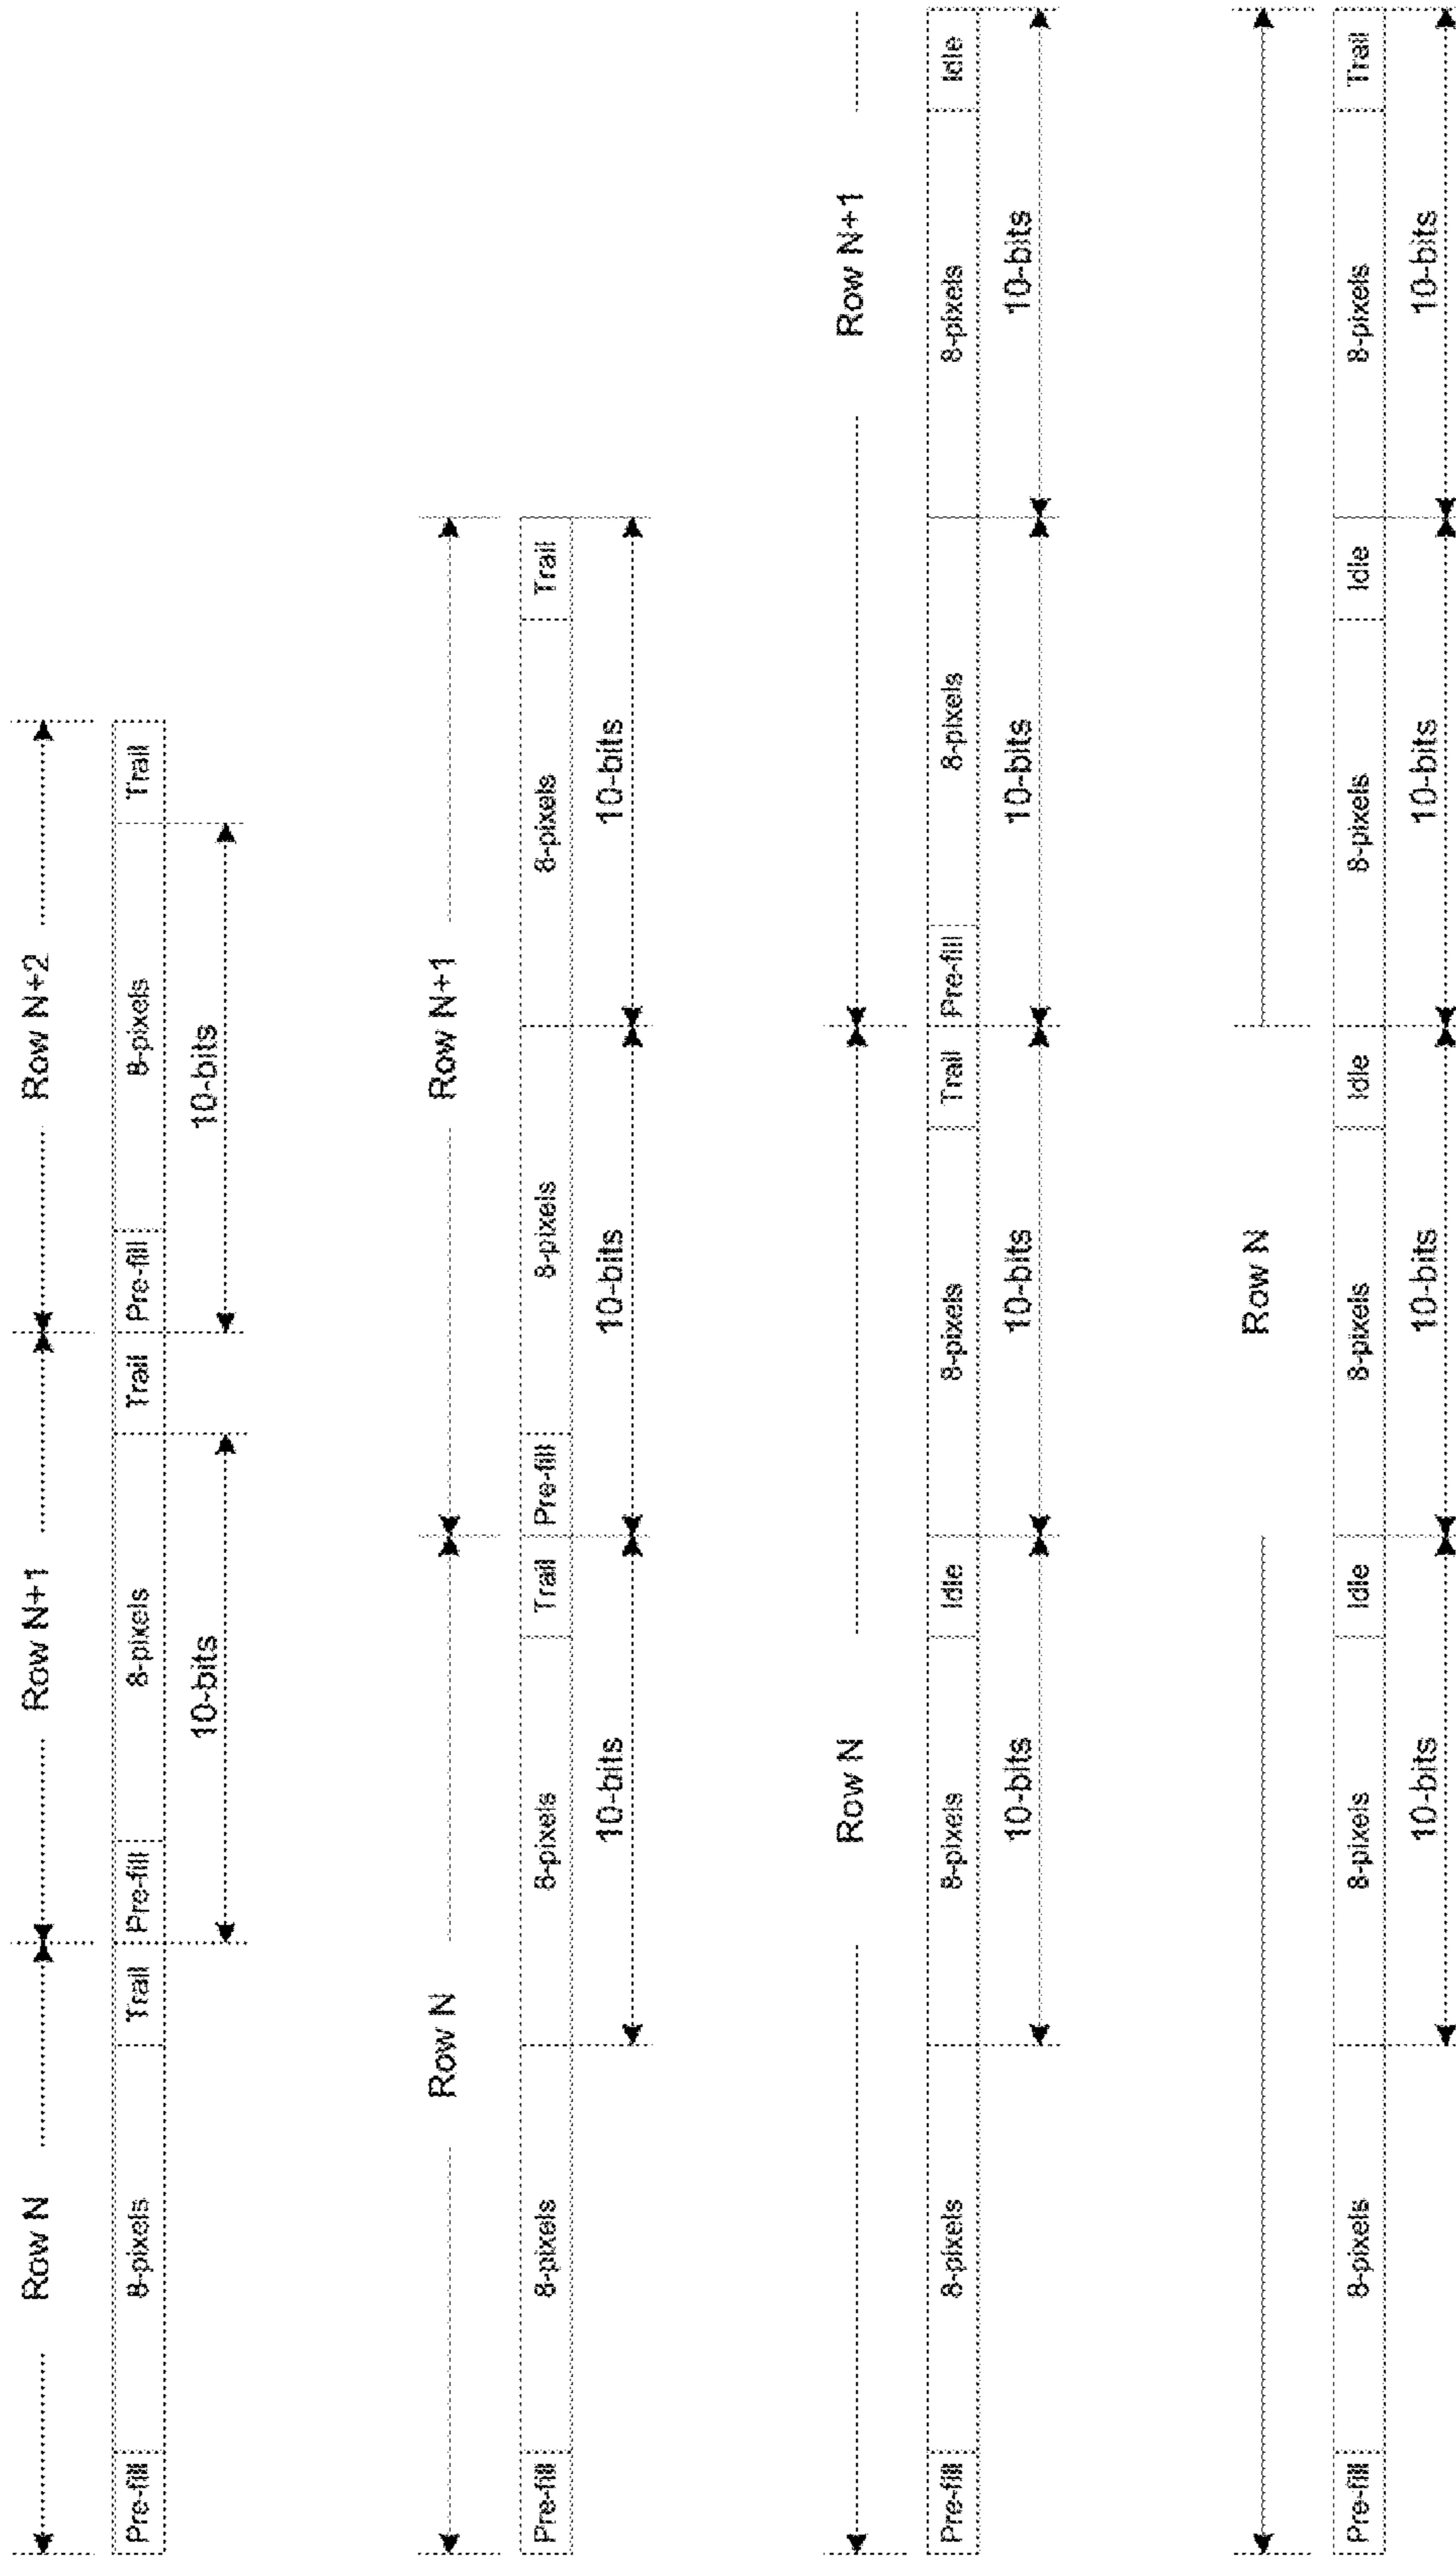 Row N Row N+1 Row N+2
Pre-fill 8-pixels Trail Pre-fill 8-pixels Trail Pre-fill 8-pixels Trail
10-bits 10-bits
Row N Row N+1
Pre-fill 8-pixels 8-pixels Trail Pre-fill 8-pixels 8-pixels Trail
10-bits 10-bits 10-bits
Row N Row N+1
Pre-fill 8-pixels 8-pixels Idle 8-pixels Trail Pre-fill 8-pixels 8-pixels Idle
10-bits 10-bits 10-bits 10-bits
Row N
Pre-fill 8-pixels 8-pixels Idle 8-pixels Idle 8-pixels Idle 8-pixels Trail
10-bits 10-bits 10-bits 10-bits